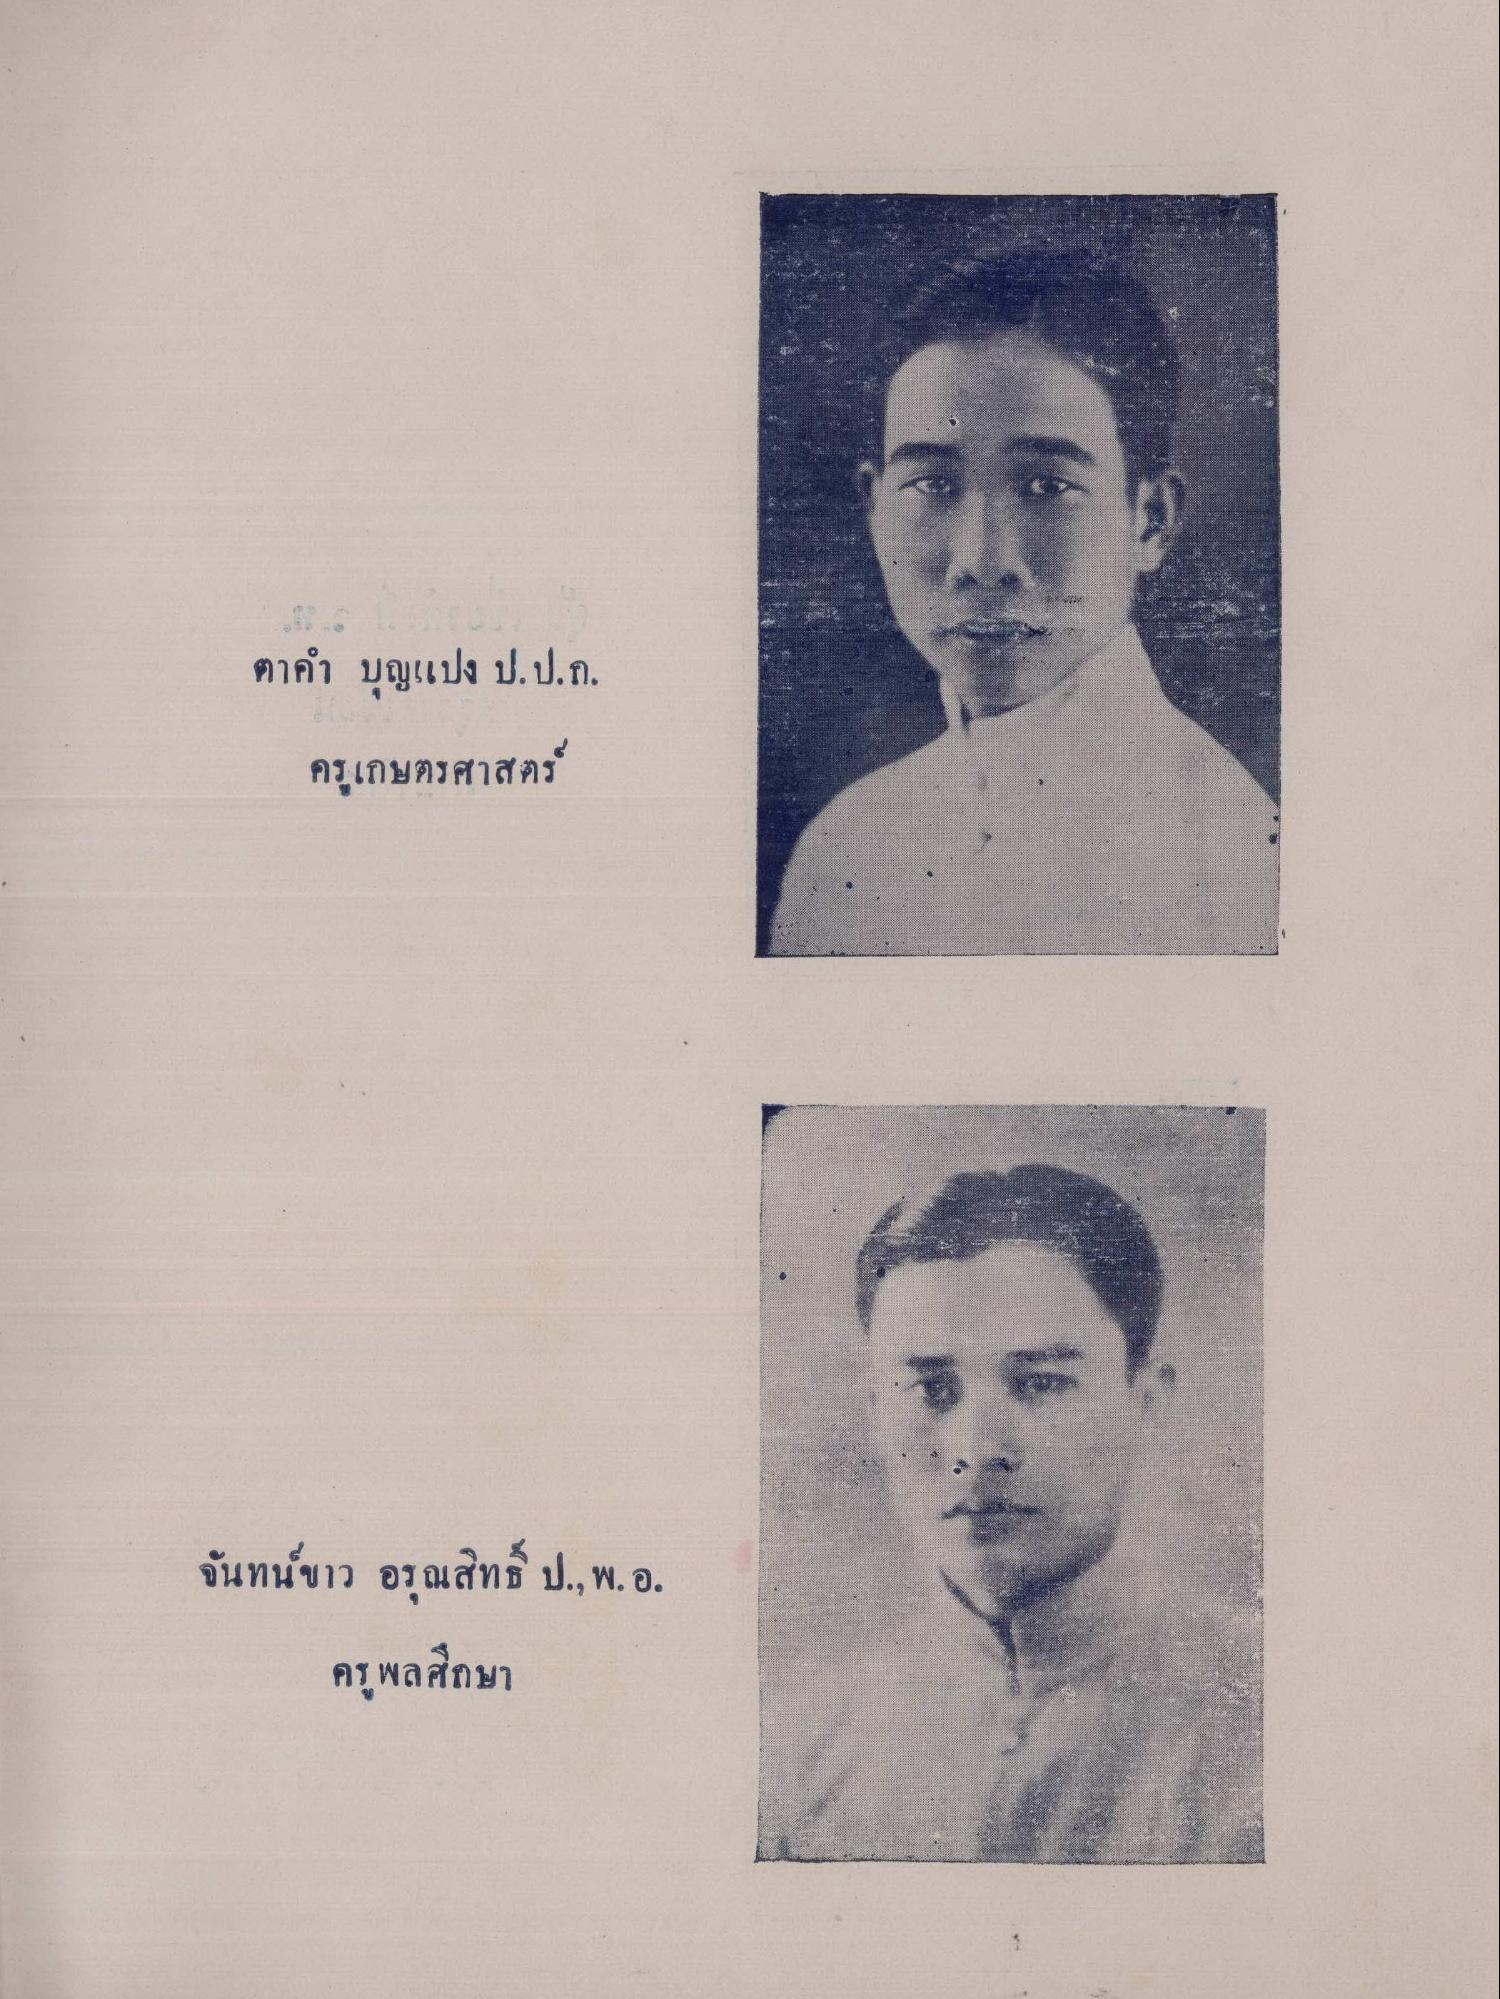 ตาคำ บุญแปง ป.ป.ก.
ครูเกษตรศาสตร์
จันทน์ขาว อรุณสิทธิ์ ป.,พ.อ.
ครูพลศึกษา